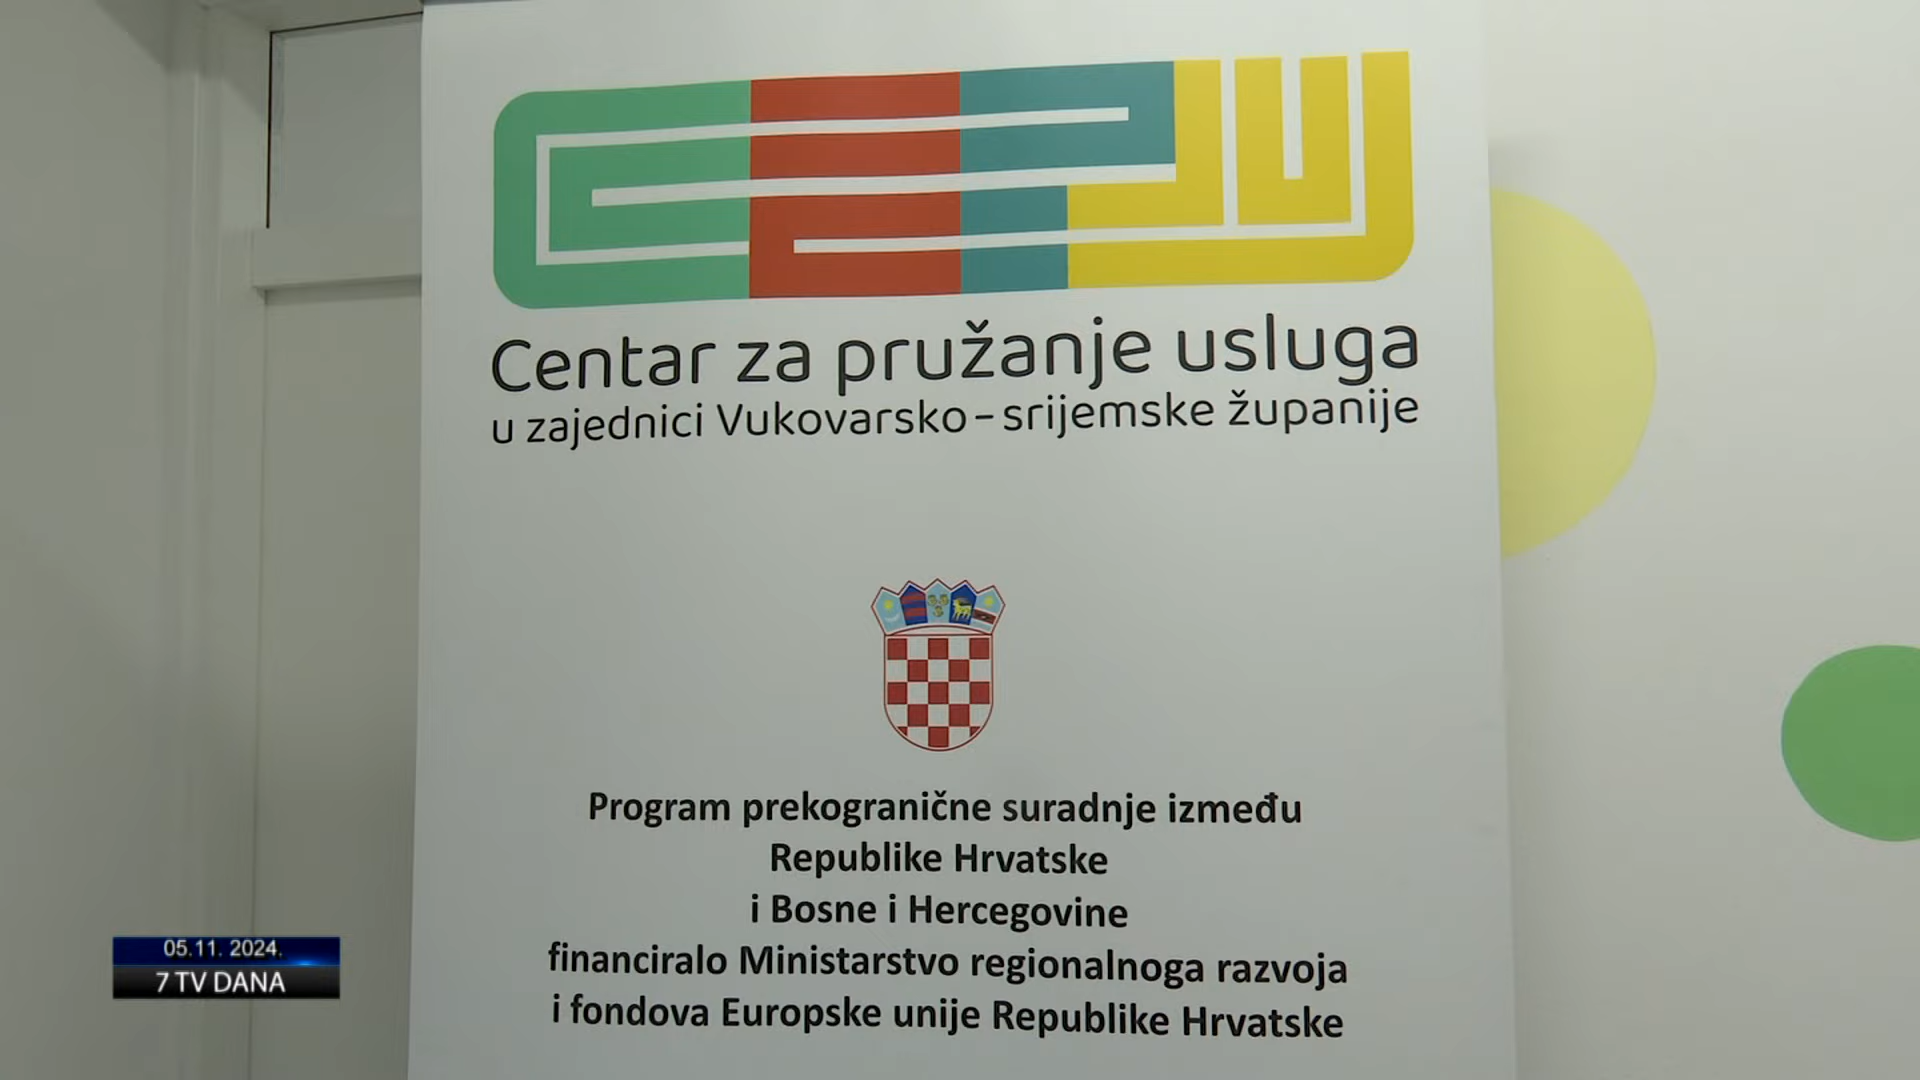 Centar za pružanje usluga
u zajednici Vukovarsko-srijemske županije
Program prekogranične suradnje između
Republike Hrvatske
i Bosne i Hercegovine
financiralo Ministarstvo regionalnoga razvoja
i fondova Europske unije Republike Hrvatske
05.11. 2024.
7 TV DANA